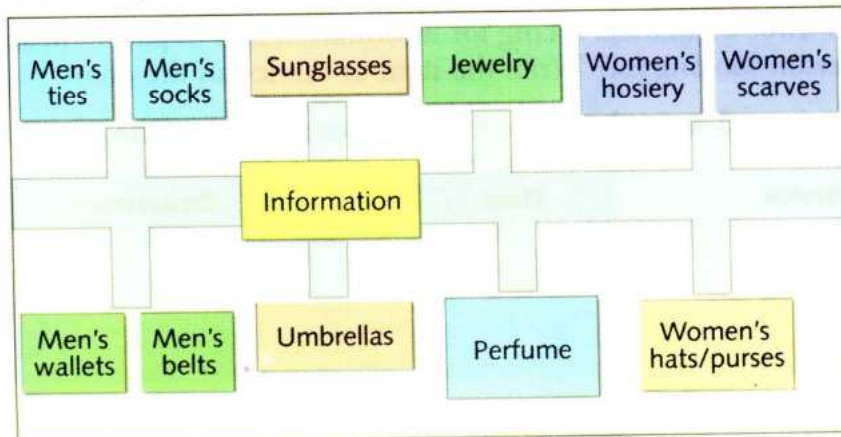 Men's
ties
Men's
socks
Sunglasses
Jewelry
Women's
hosiery
Women's
scarves
Information
Men's
wallets
Men's
belts
Umbrellas
Perfume
Women's
hats/purses